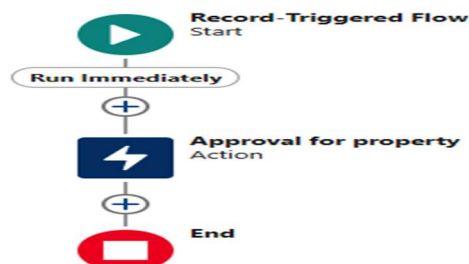 Record-Triggered Flow
Start
Run Immediately
Approval for property
Action
End